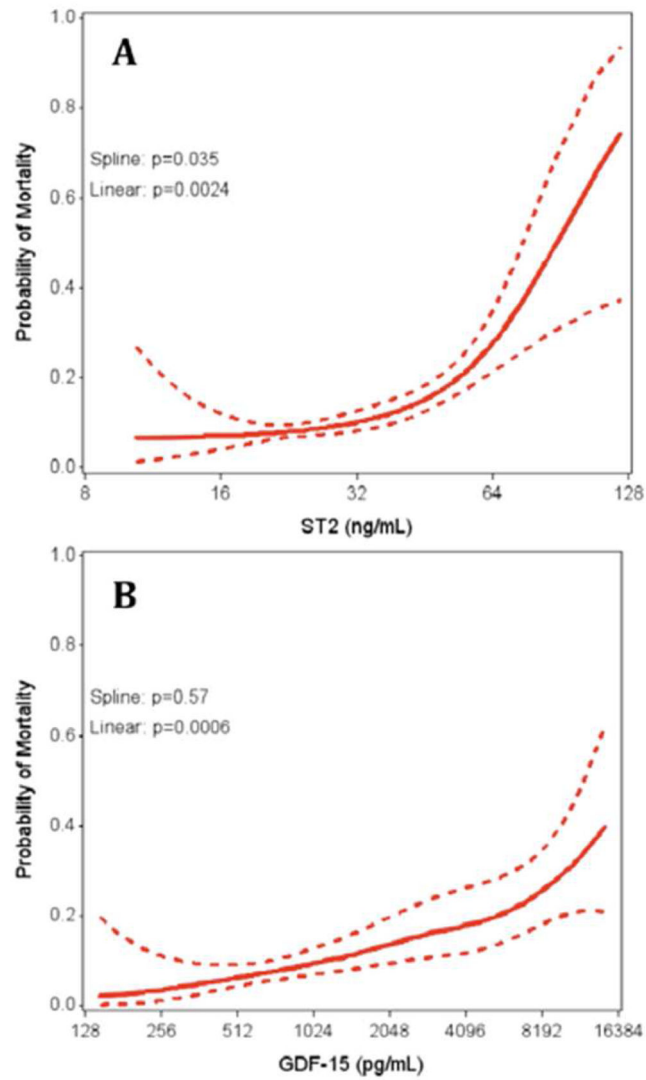 A
1.0
0.8
0.6
0.4
0.2
0.0
Probability of Mortality
Spline: p=0.035
Linear: p=0.0024
8 16 32 64 128
ST2 (ng/mL)
B
1.0
0.8
0.6
0.4
0.2
0.0
Probability of Mortality
Spline: p=0.57
Linear: p=0.0006
128 256 512 1024 2048 4096 8192 16384
GDF-15 (pg/mL)